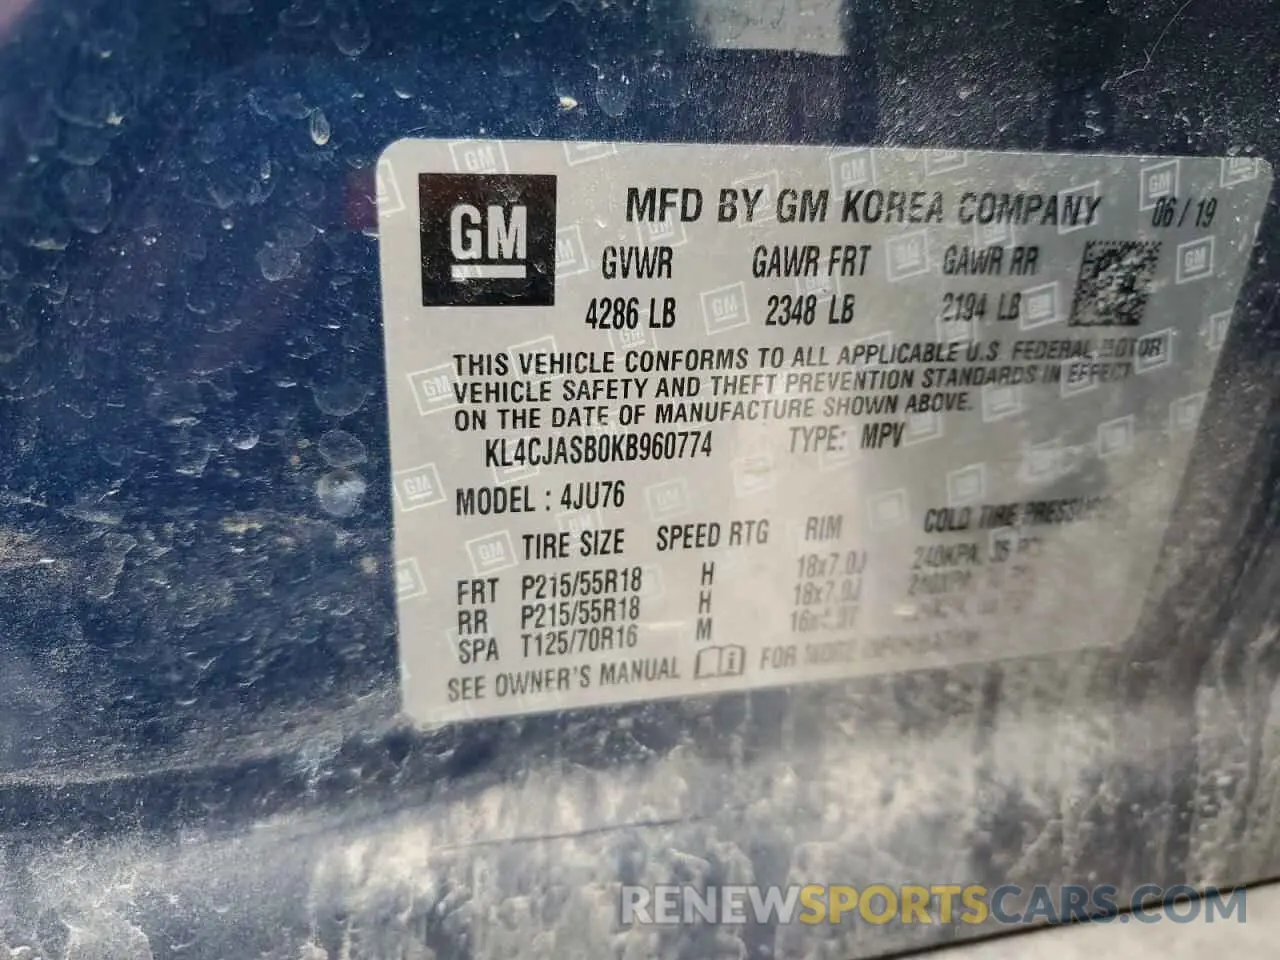 GM MFD BY GM KOREA COMPANY 06/19
GVWR GAWR FRT GAWR RR
4286 LB 2348 LB 2194 LB
THIS VEHICLE CONFORMS TO ALL APPLICABLE U.S. FEDERAL MOTOR
VEHICLE SAFETY AND THEFT PREVENTION STANDARDS IN EFFECT
ON THE DATE OF MANUFACTURE SHOWN ABOVE.
KL4CJASB0KB960774 TYPE: MPV
MODEL : 4JU76
TIRE SIZE SPEED RTG RIM COLD TIRE PRESSURE
FRT P215/55R18 H 18x7.0J 240KPA, 35
RR P215/55R18 H 18x7.0J
SPA T125/70R16 M
SEE OWNER'S MANUAL FOR MORE INFORMATION
RENEWSPORTSCARS.COM